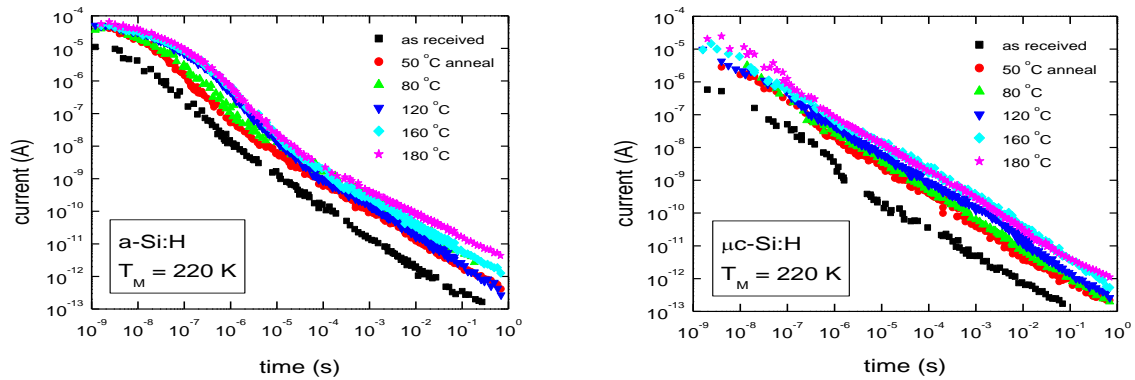 10⁻⁴
10⁻⁵
10⁻⁶
10⁻⁷
10⁻⁸
10⁻⁹
10⁻¹⁰
10⁻¹¹
10⁻¹²
10⁻¹³
current (A)
as received
50 °C anneal
80 °C
120 °C
160 °C
180 °C
a-Si:H
T_M = 220 K
10⁻⁹ 10⁻⁸ 10⁻⁷ 10⁻⁶ 10⁻⁵ 10⁻⁴ 10⁻³ 10⁻² 10⁻¹ 10⁰
time (s)
10⁻⁴
10⁻⁵
10⁻⁶
10⁻⁷
10⁻⁸
10⁻⁹
10⁻¹⁰
10⁻¹¹
10⁻¹²
10⁻¹³
current (A)
as received
50 °C anneal
80 °C
120 °C
160 °C
180 °C
μc-Si:H
T_M = 220 K
10⁻⁹ 10⁻⁸ 10⁻⁷ 10⁻⁶ 10⁻⁵ 10⁻⁴ 10⁻³ 10⁻² 10⁻¹ 10⁰
time (s)